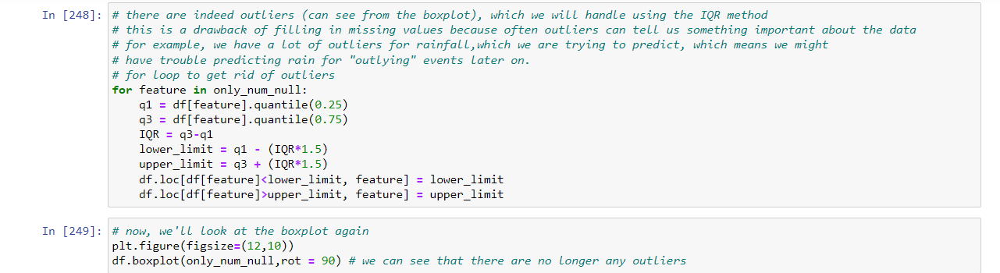 In [248]: # there are indeed outliers (can see from the boxplot), which we will handle using the IQR method
# this is a drawback of filling in missing values because often outliers can tell us something important about the data
# for example, we have a lot of outliers for rainfall,which we are trying to predict, which means we might
# have trouble predicting rain for "outlying" events later on.
# for loop to get rid of outliers
for feature in only_num_null:
    q1 = df[feature].quantile(0.25)
    q3 = df[feature].quantile(0.75)
    IQR = q3-q1
    lower_limit = q1 - (IQR*1.5)
    upper_limit = q3 + (IQR*1.5)
    df.loc[df[feature]<lower_limit, feature] = lower_limit
    df.loc[df[feature]>upper_limit, feature] = upper_limit
In [249]: # now, we'll look at the boxplot again
plt.figure(figsize=(12,10))
df.boxplot(only_num_null,rot = 90) # we can see that there are no longer any outliers